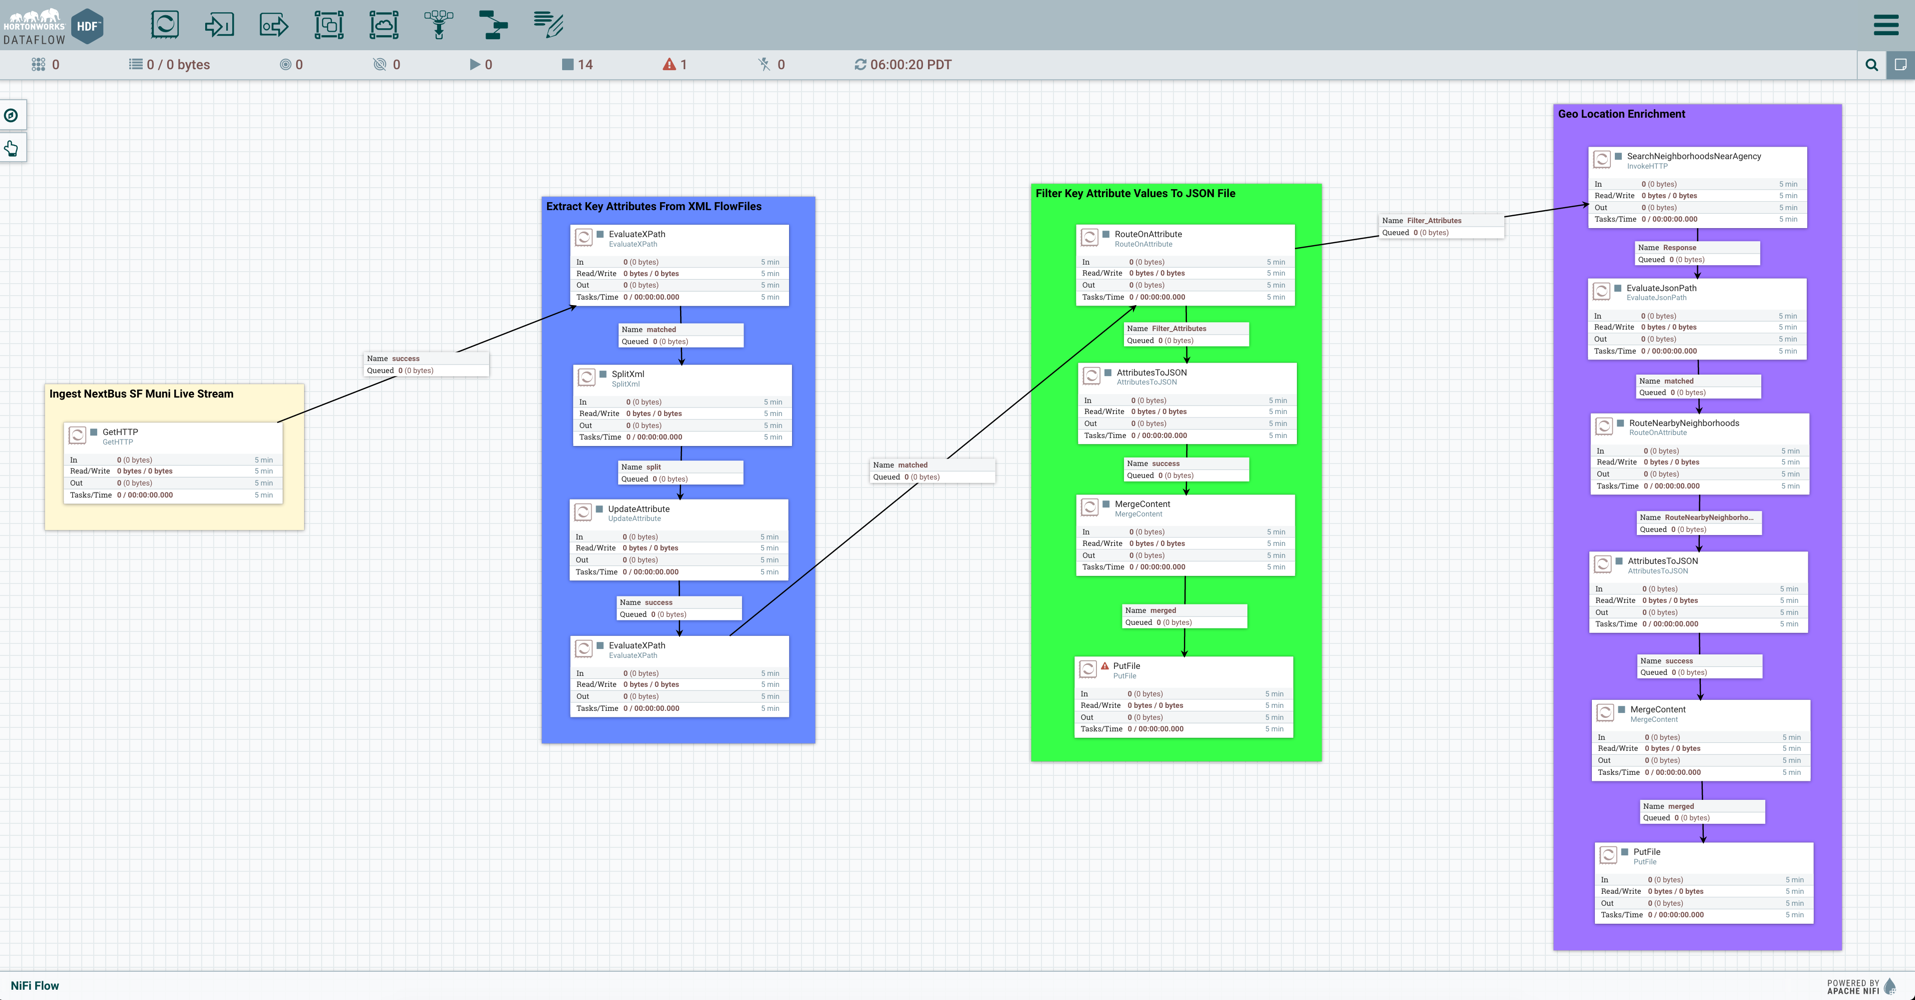 HORTONWORKS
DATAFLOW
HDF
0
0 / 0 bytes
0
0
0
14
1
0
06:00:20 PDT
Ingest NextBus SF Muni Live Stream
GetHTTP
GetHTTP
In 0 (0 bytes) 5 min
Read/Write 0 bytes / 0 bytes 5 min
Out 0 (0 bytes) 5 min
Tasks/Time 0 / 00:00:00.000 5 min
Name success
Queued 0 (0 bytes)
Extract Key Attributes From XML FlowFiles
EvaluateXPath
EvaluateXPath
In 0 (0 bytes) 5 min
Read/Write 0 bytes / 0 bytes 5 min
Out 0 (0 bytes) 5 min
Tasks/Time 0 / 00:00:00.000 5 min
Name matched
Queued 0 (0 bytes)
SplitXml
SplitXml
In 0 (0 bytes) 5 min
Read/Write 0 bytes / 0 bytes 5 min
Out 0 (0 bytes) 5 min
Tasks/Time 0 / 00:00:00.000 5 min
Name split
Queued 0 (0 bytes)
UpdateAttribute
UpdateAttribute
In 0 (0 bytes) 5 min
Read/Write 0 bytes / 0 bytes 5 min
Out 0 (0 bytes) 5 min
Tasks/Time 0 / 00:00:00.000 5 min
Name success
Queued 0 (0 bytes)
EvaluateXPath
EvaluateXPath
In 0 (0 bytes) 5 min
Read/Write 0 bytes / 0 bytes 5 min
Out 0 (0 bytes) 5 min
Tasks/Time 0 / 00:00:00.000 5 min
Name matched
Queued 0 (0 bytes)
Filter Key Attribute Values To JSON File
RouteOnAttribute
RouteOnAttribute
In 0 (0 bytes) 5 min
Read/Write 0 bytes / 0 bytes 5 min
Out 0 (0 bytes) 5 min
Tasks/Time 0 / 00:00:00.000 5 min
Name Filter_Attributes
Queued 0 (0 bytes)
AttributesToJSON
AttributesToJSON
In 0 (0 bytes) 5 min
Read/Write 0 bytes / 0 bytes 5 min
Out 0 (0 bytes) 5 min
Tasks/Time 0 / 00:00:00.000 5 min
Name success
Queued 0 (0 bytes)
MergeContent
MergeContent
In 0 (0 bytes) 5 min
Read/Write 0 bytes / 0 bytes 5 min
Out 0 (0 bytes) 5 min
Tasks/Time 0 / 00:00:00.000 5 min
Name merged
Queued 0 (0 bytes)
PutFile
PutFile
In 0 (0 bytes) 5 min
Read/Write 0 bytes / 0 bytes 5 min
Out 0 (0 bytes) 5 min
Tasks/Time 0 / 00:00:00.000 5 min
Name Filter_Attributes
Queued 0 (0 bytes)
Geo Location Enrichment
SearchNeighborhoodsNearAgency
InvokeHTTP
In 0 (0 bytes) 5 min
Read/Write 0 bytes / 0 bytes 5 min
Out 0 (0 bytes) 5 min
Tasks/Time 0 / 00:00:00.000 5 min
Name Response
Queued 0 (0 bytes)
EvaluateJsonPath
EvaluateJsonPath
In 0 (0 bytes) 5 min
Read/Write 0 bytes / 0 bytes 5 min
Out 0 (0 bytes) 5 min
Tasks/Time 0 / 00:00:00.000 5 min
Name matched
Queued 0 (0 bytes)
RouteNearbyNeighborhoods
RouteOnAttribute
In 0 (0 bytes) 5 min
Read/Write 0 bytes / 0 bytes 5 min
Out 0 (0 bytes) 5 min
Tasks/Time 0 / 00:00:00.000 5 min
Name RouteNearbyNeighborho...
Queued 0 (0 bytes)
AttributesToJSON
AttributesToJSON
In 0 (0 bytes) 5 min
Read/Write 0 bytes / 0 bytes 5 min
Out 0 (0 bytes) 5 min
Tasks/Time 0 / 00:00:00.000 5 min
Name success
Queued 0 (0 bytes)
MergeContent
MergeContent
In 0 (0 bytes) 5 min
Read/Write 0 bytes / 0 bytes 5 min
Out 0 (0 bytes) 5 min
Tasks/Time 0 / 00:00:00.000 5 min
Name merged
Queued 0 (0 bytes)
PutFile
PutFile
In 0 (0 bytes) 5 min
Read/Write 0 bytes / 0 bytes 5 min
Out 0 (0 bytes) 5 min
Tasks/Time 0 / 00:00:00.000 5 min
NiFi Flow
POWERED BY
APACHE NIFI